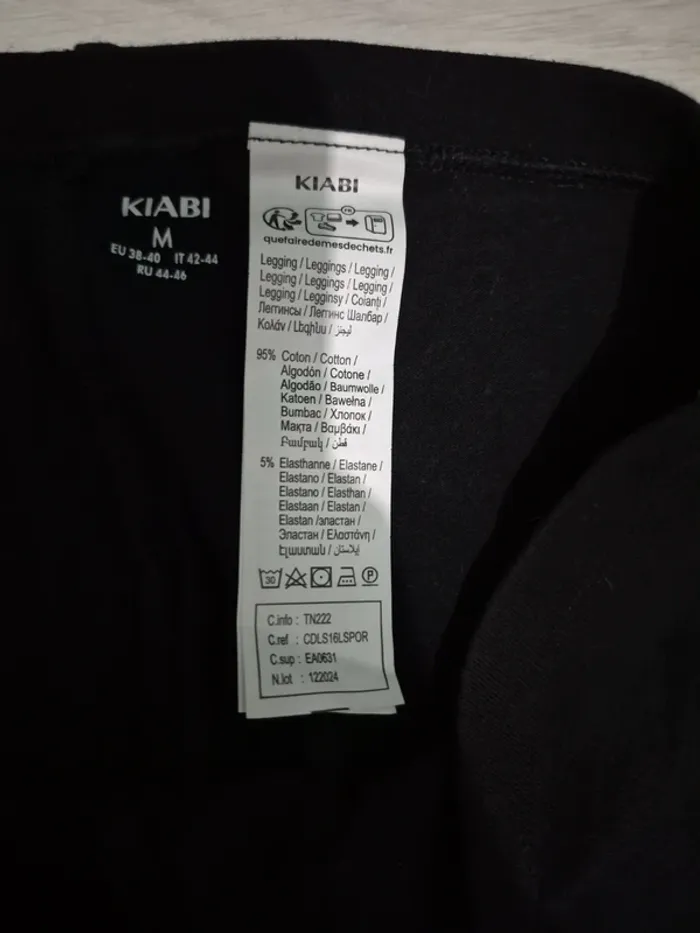 KIABI
M
EU 38-40 IT 42-44
RU 44-46
KIABI
FR
quefairedemesdechets.fr
Legging / Leggings / Legging /
Legging / Leggings / Legging /
Legging / Legginsy / Colanți /
Леггинсы / Легинс Шалбар /
Κολάν / Լեգինս / ليجنز
95% Coton / Cotton /
Algodón / Cotone /
Algodão / Baumwolle /
Katoen / Bawełna /
Bumbac / Хлопок /
Мақта / Βαμβάκι /
Բամբակ / قطن
5% Elasthanne / Elastane /
Elastano / Elastan /
Elastano / Elasthan /
Elastaan / Elastan /
Elastan /эластан /
Эластан / Ελαστάνη /
Էլաստան / إيلاستان
30
P
C.info : TN222
C.ref : CDLS16LSPOR
C.sup : EA0631
N.lot : 122024